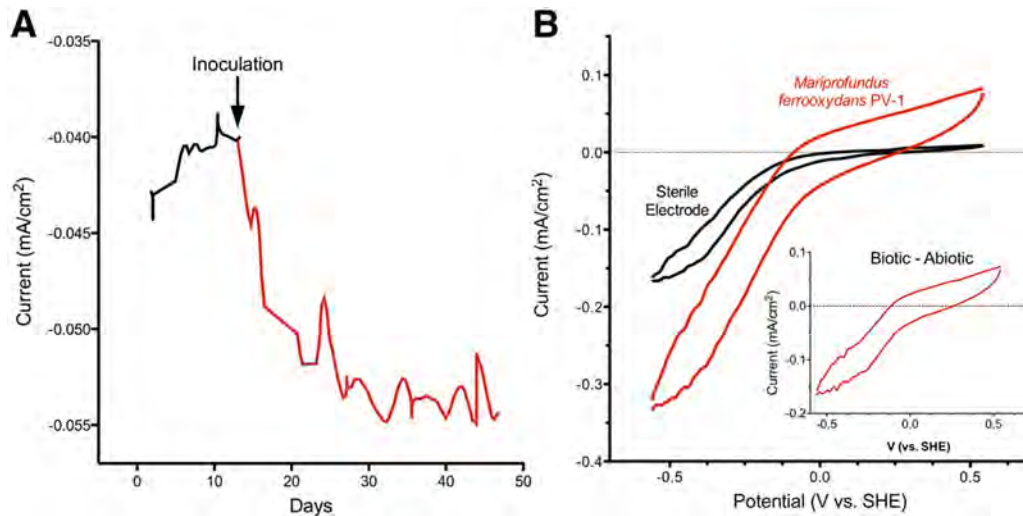 A
-0.035
Inoculation
-0.040
-0.045
-0.050
-0.055
Current (mA/cm²)
0
10
20
30
40
50
Days
B
0.1
0.0
-0.1
-0.2
-0.3
-0.4
Current (mA/cm²)
Mariprofundus
ferrooxydans PV-1
Sterile
Electrode
Biotic - Abiotic
0.1
0.0
-0.1
-0.2
Current (mA/cm²)
-0.5
0.0
0.5
V (vs. SHE)
-0.5
0.0
0.5
Potential (V vs. SHE)